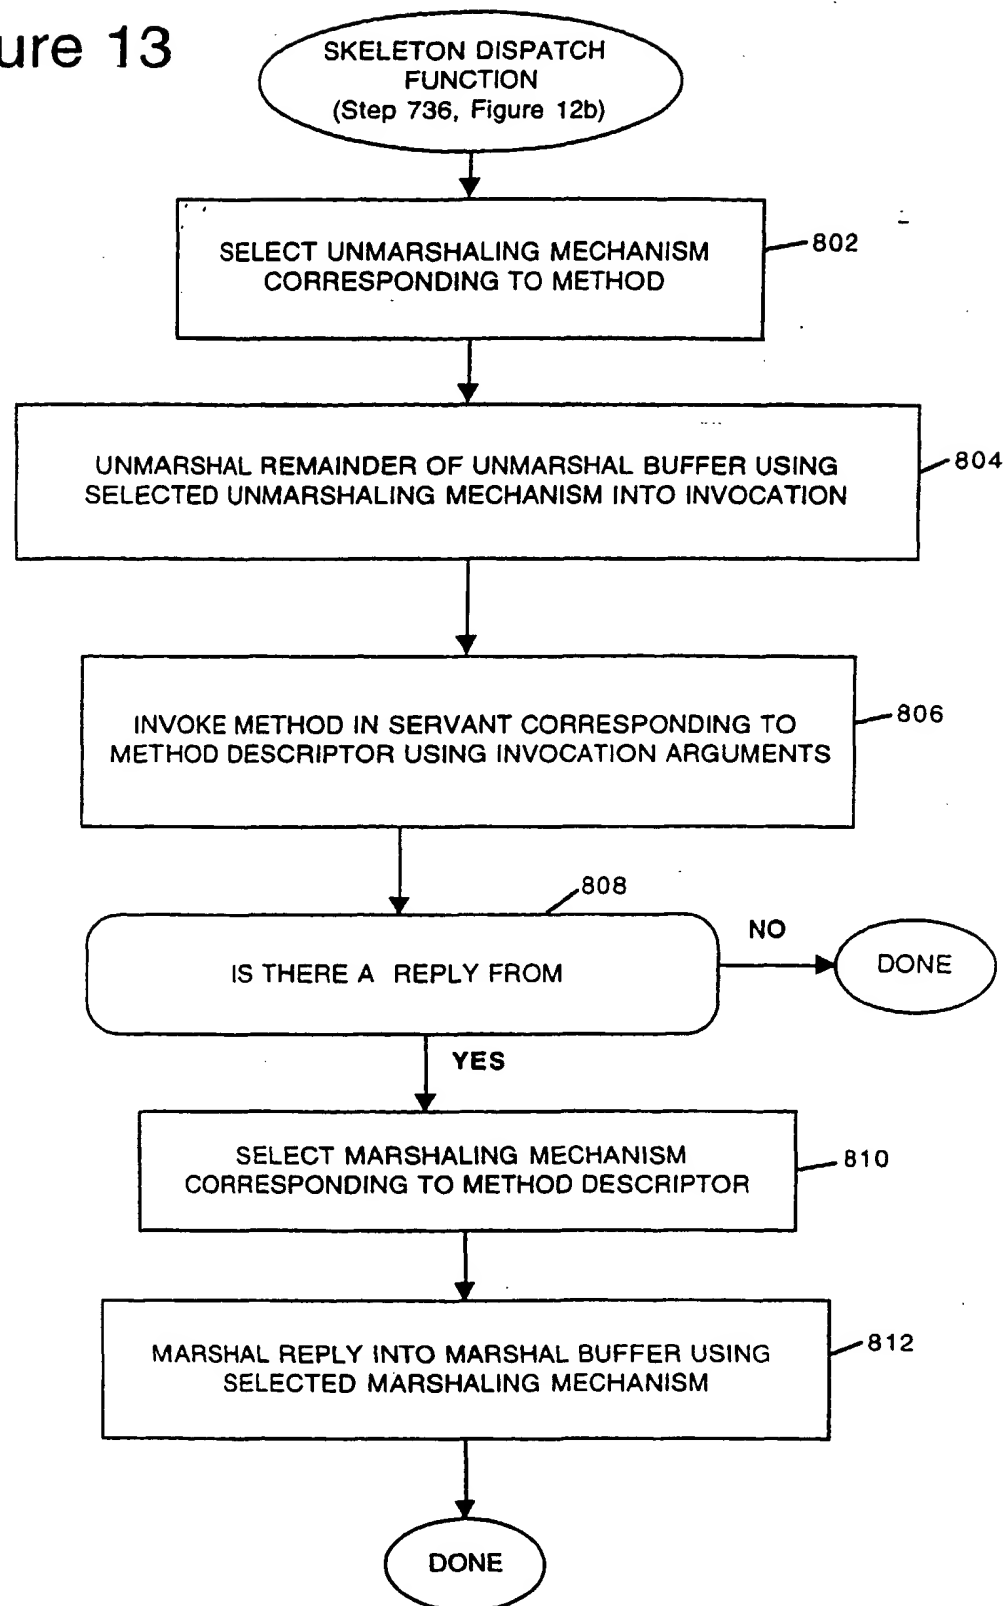 ure 13
SKELETON DISPATCH
FUNCTION
(Step 736, Figure 12b)
SELECT UNMARSHALING MECHANISM
CORRESPONDING TO METHOD
802
UNMARSHAL REMAINDER OF UNMARSHAL BUFFER USING
SELECTED UNMARSHALING MECHANISM INTO INVOCATION
804
INVOKE METHOD IN SERVANT CORRESPONDING TO
METHOD DESCRIPTOR USING INVOCATION ARGUMENTS
806
808
IS THERE A REPLY FROM
NO
DONE
YES
SELECT MARSHALING MECHANISM
CORRESPONDING TO METHOD DESCRIPTOR
810
MARSHAL REPLY INTO MARSHAL BUFFER USING
SELECTED MARSHALING MECHANISM
812
DONE